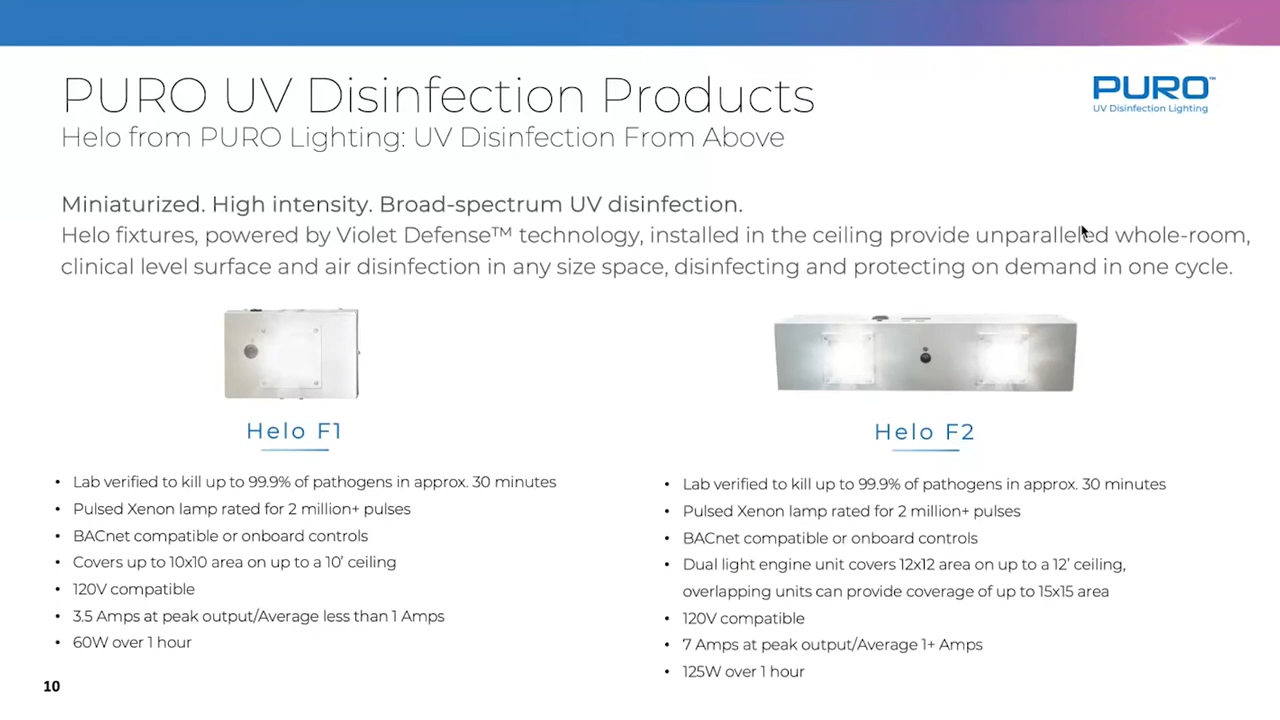 PURO UV Disinfection Products
Helo from PURO Lighting: UV Disinfection From Above
PURO™
UV Disinfection Lighting
Miniaturized. High intensity. Broad-spectrum UV disinfection.
Helo fixtures, powered by Violet Defense™ technology, installed in the ceiling provide unparalleled whole-room,
clinical level surface and air disinfection in any size space, disinfecting and protecting on demand in one cycle.
Helo F1
• Lab verified to kill up to 99.9% of pathogens in approx. 30 minutes
• Pulsed Xenon lamp rated for 2 million+ pulses
• BACnet compatible or onboard controls
• Covers up to 10x10 area on up to a 10’ ceiling
• 120V compatible
• 3.5 Amps at peak output/Average less than 1 Amps
• 60W over 1 hour
Helo F2
• Lab verified to kill up to 99.9% of pathogens in approx. 30 minutes
• Pulsed Xenon lamp rated for 2 million+ pulses
• BACnet compatible or onboard controls
• Dual light engine unit covers 12x12 area on up to a 12’ ceiling,
overlapping units can provide coverage of up to 15x15 area
• 120V compatible
• 7 Amps at peak output/Average 1+ Amps
• 125W over 1 hour
10